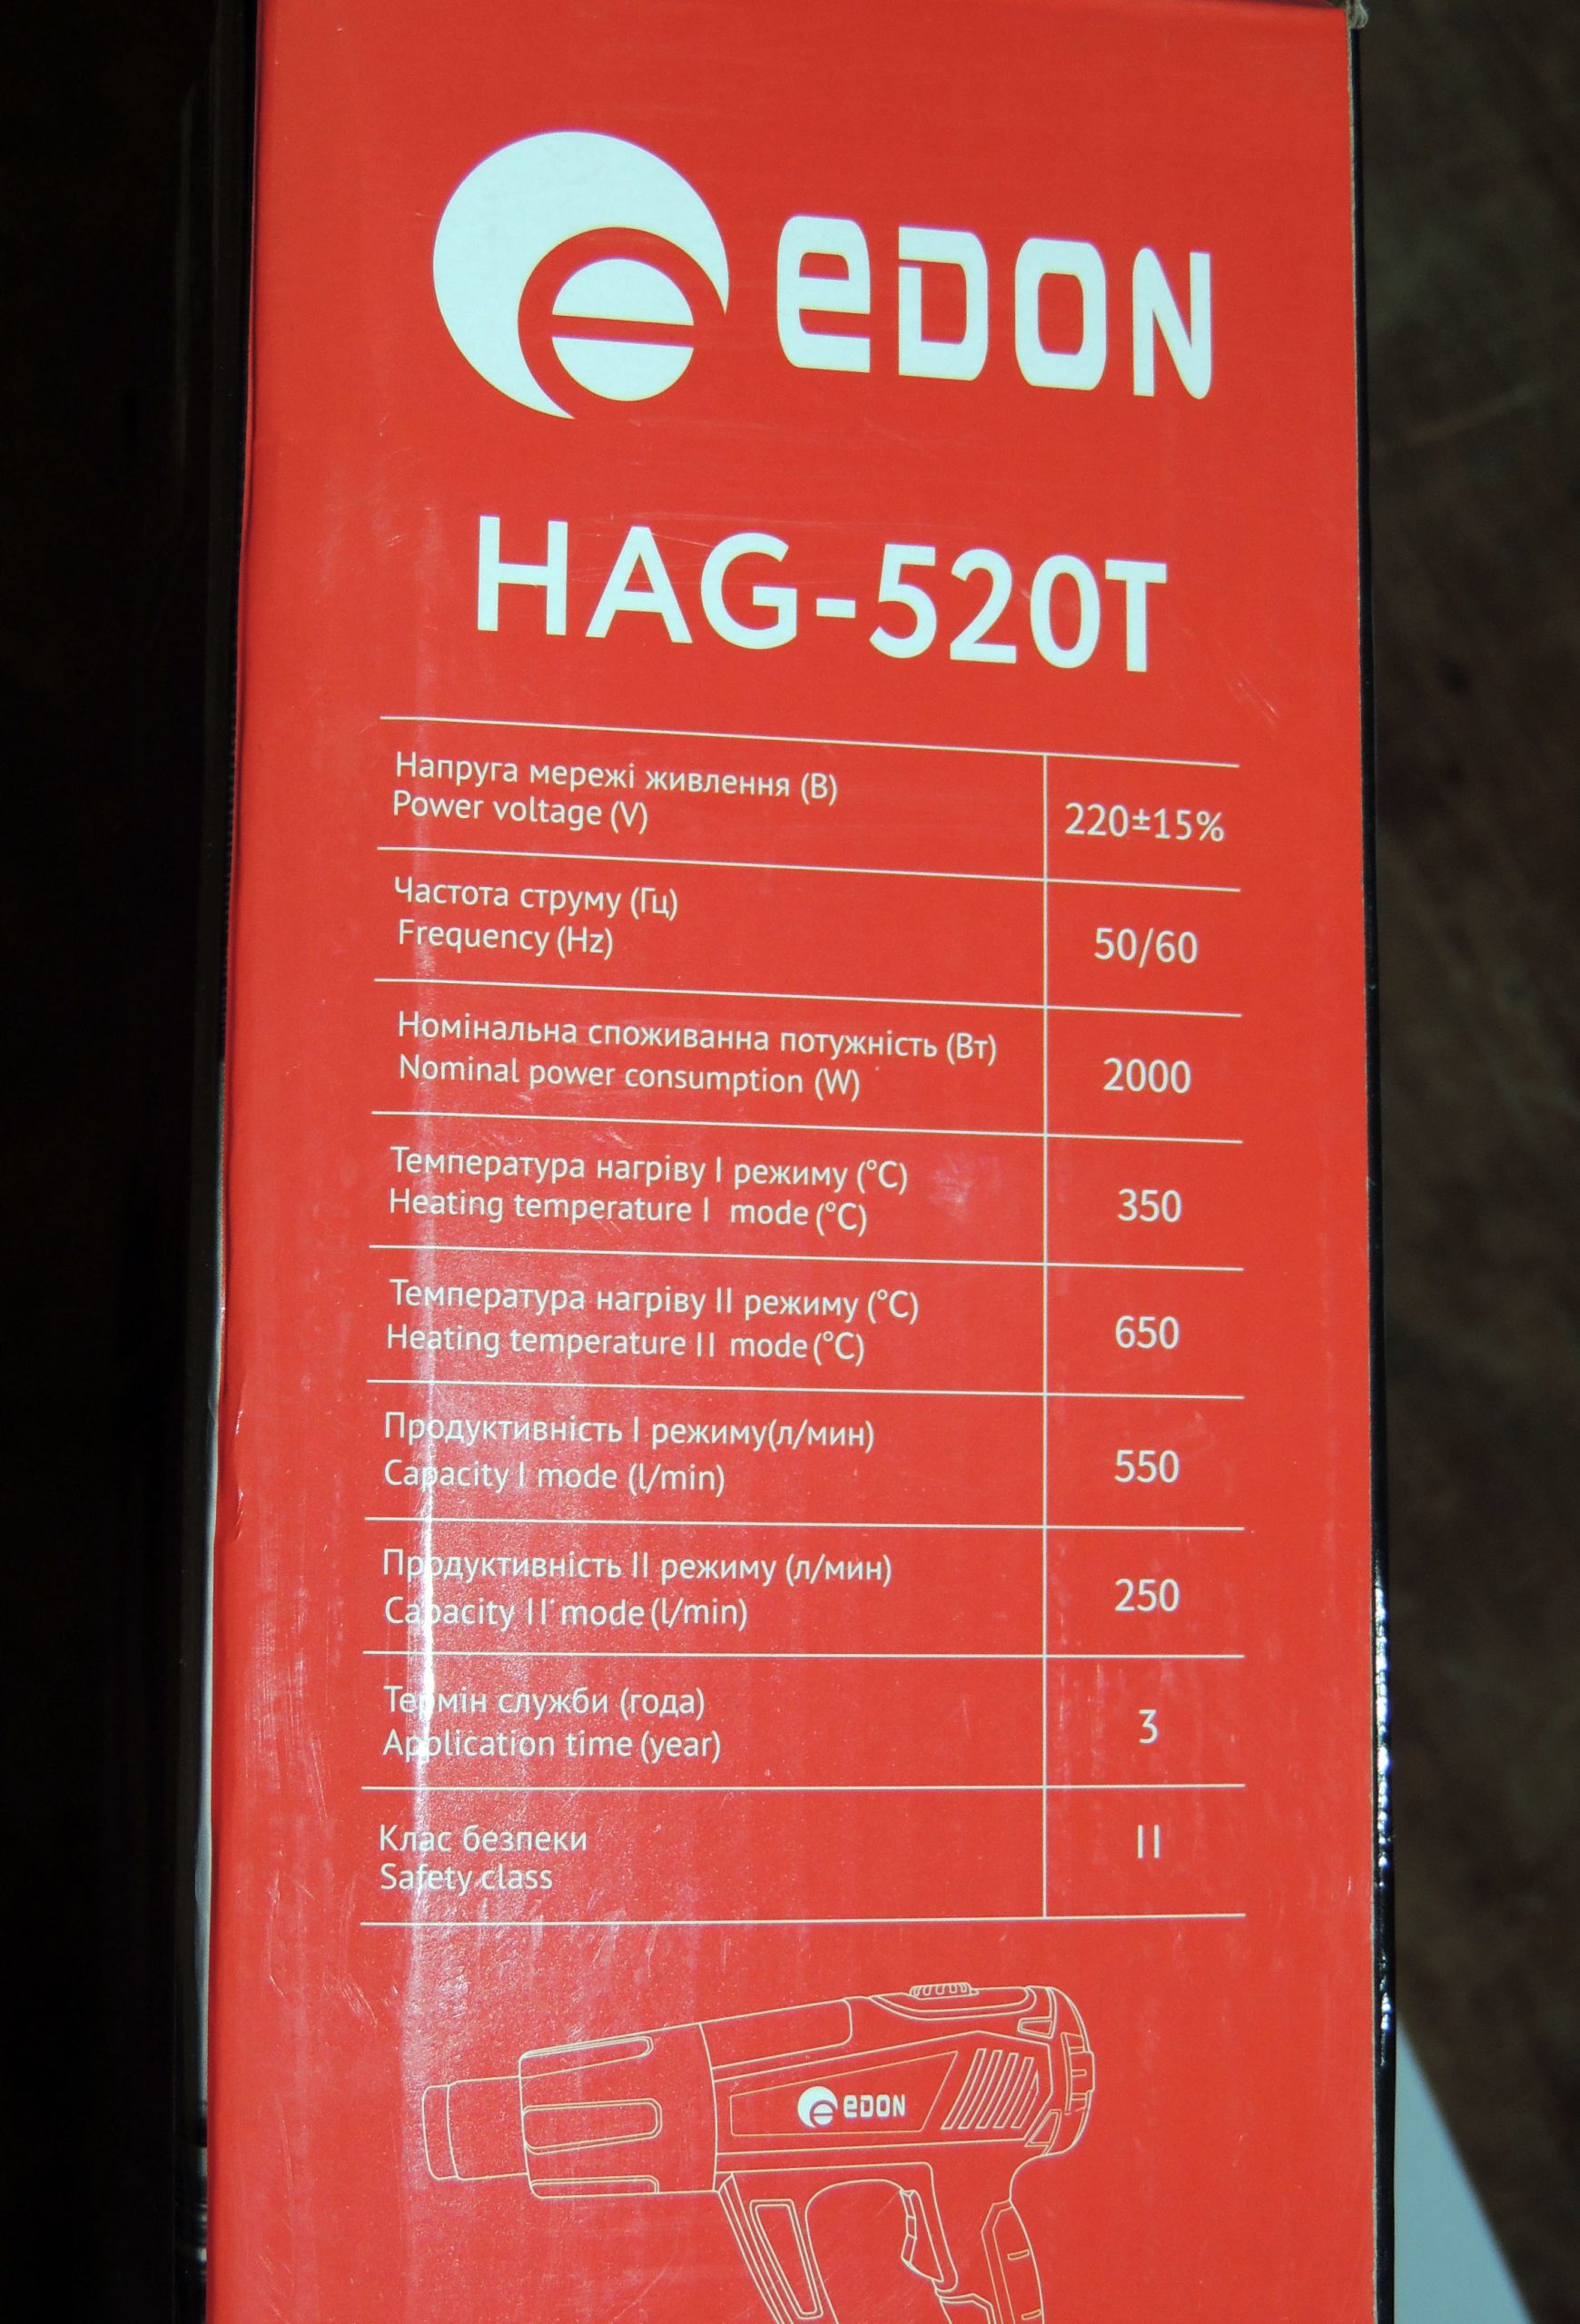 eDON
HAG-520T
Напруга мережі живлення (В)
Power voltage (V)
220±15%
Частота струму (Гц)
Frequency (Hz)
50/60
Номінальна споживанна потужність (Вт)
Nominal power consumption (W)
2000
Температура нагріву I режиму (°C)
Heating temperature I mode (°C)
350
Температура нагріву II режиму (°C)
Heating temperature II mode (°C)
650
Продуктивність I режиму(л/мин)
Capacity I mode (l/min)
550
Продуктивність II режиму (л/мин)
Capacity II mode (l/min)
250
Термін служби (года)
Application time (year)
3
Клас безпеки
Safety class
II
eDON